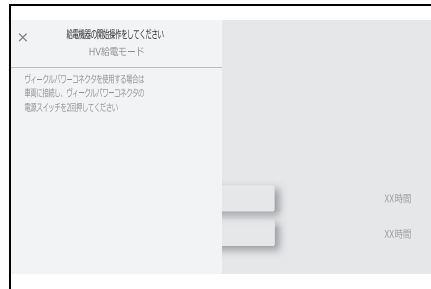 ×
給電機器の開始操作をしてください
HV給電モード
ヴィークルパワーコネクタを使用する場合は
車両に接続し、ヴィークルパワーコネクタの
電源スイッチを2回押してください
XX時間
XX時間